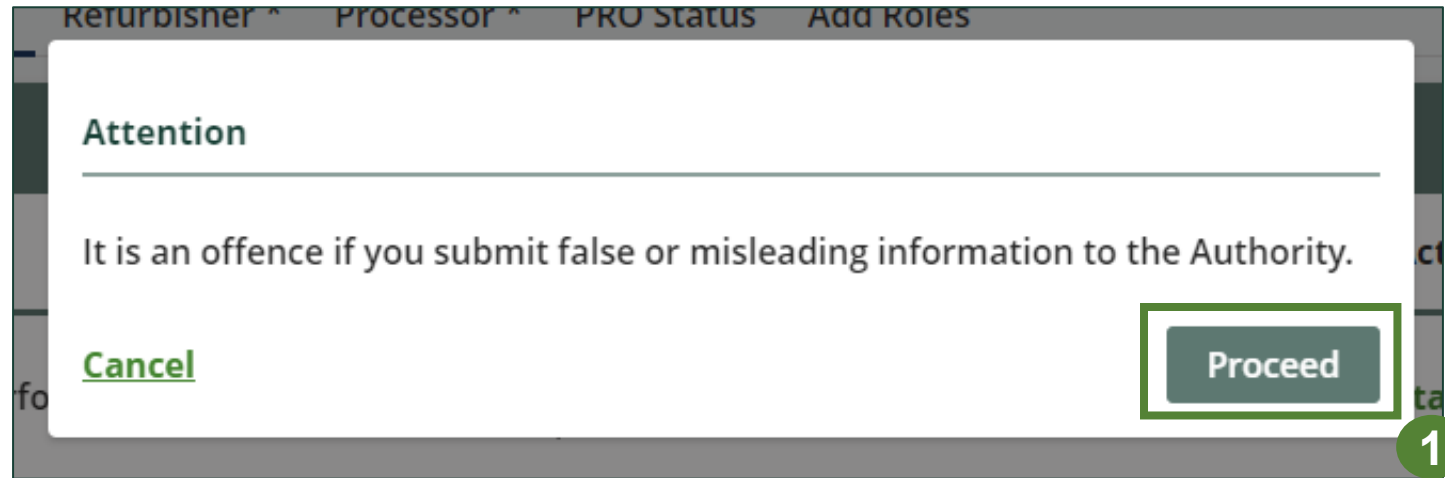 Refurbisher ^ Processor ^ PRO Status Add Roles
Attention
It is an offence if you submit false or misleading information to the Authority.
Cancel
Proceed
1